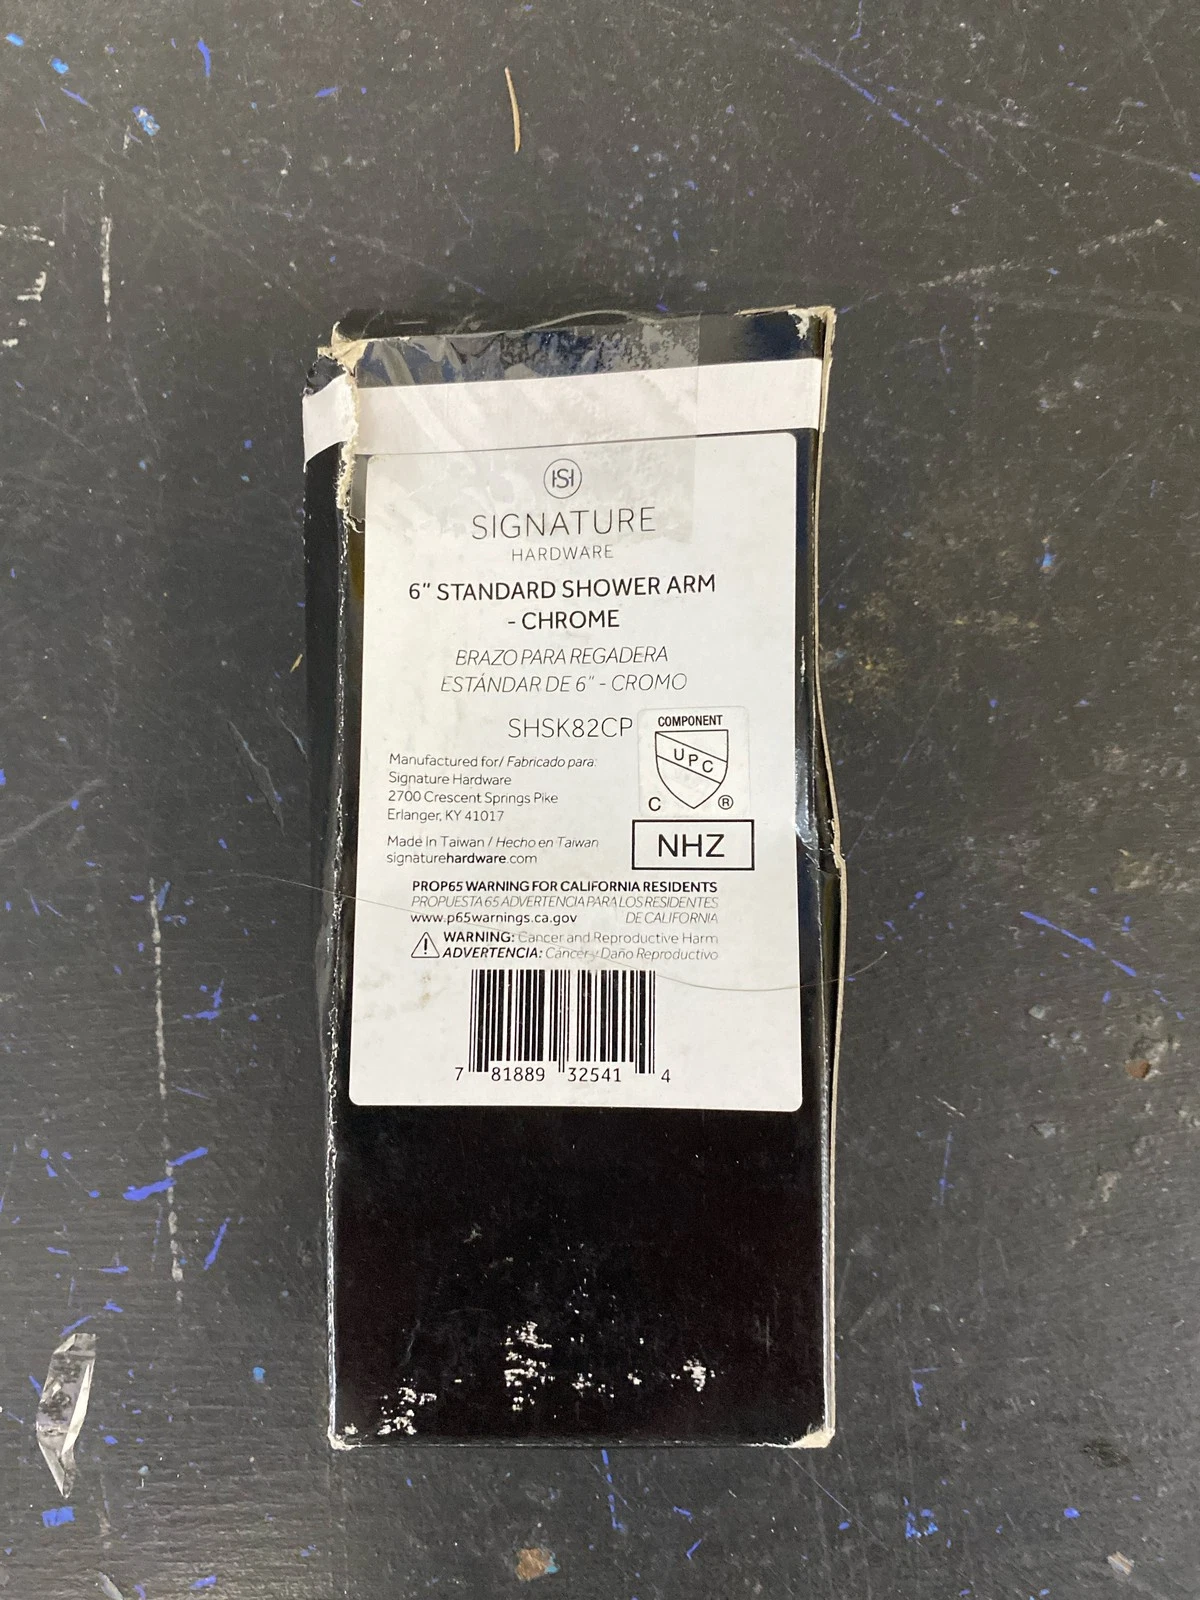 SIGNATURE
HARDWARE
6" STANDARD SHOWER ARM
- CHROME
BRAZO PARA REGADERA
ESTÁNDAR DE 6" - CROMO
SHSK82CP
COMPONENT
UPC
C ®
NHZ
Manufactured for/ Fabricado para:
Signature Hardware
2700 Crescent Springs Pike
Erlanger, KY 41017
Made In Taiwan / Hecho en Taiwan
signaturehardware.com
PROP65 WARNING FOR CALIFORNIA RESIDENTS
PROPUESTA 65 ADVERTENCIA PARA LOS RESIDENTES
www.p65warnings.ca.gov DE CALIFORNIA
WARNING: Cancer and Reproductive Harm
ADVERTENCIA: Cáncer y Daño Reproductivo
7 81889 32541 4